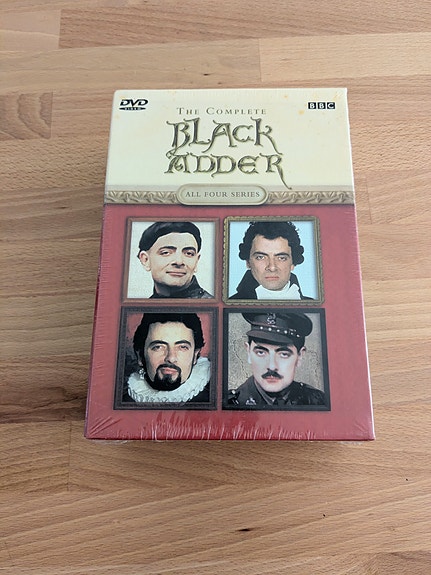 DVD
VIDEO
BBC
THE COMPLETE
BLACK
ADDER
ALL FOUR SERIES